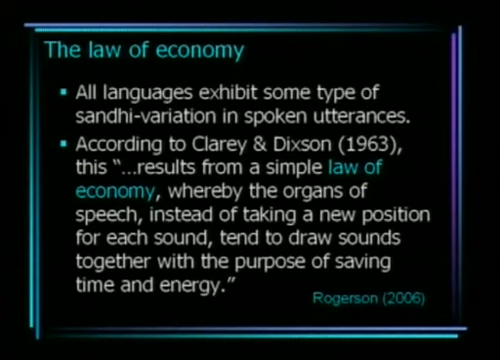 The law of economy
▪ All languages exhibit some type of
sandhi-variation in spoken utterances.
▪ According to Clarey & Dixson (1963),
this “...results from a simple law of
economy, whereby the organs of
speech, instead of taking a new position
for each sound, tend to draw sounds
together with the purpose of saving
time and energy.”
Rogerson (2006)